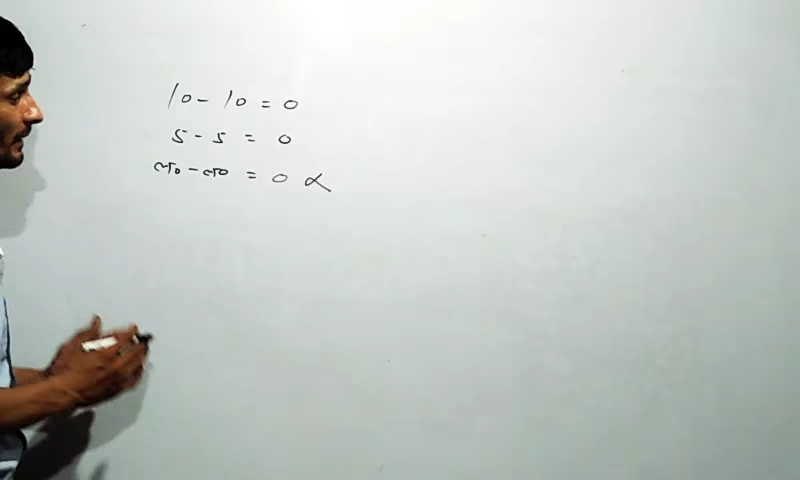 10 - 10 = 0
5 - 5 = 0
= 0